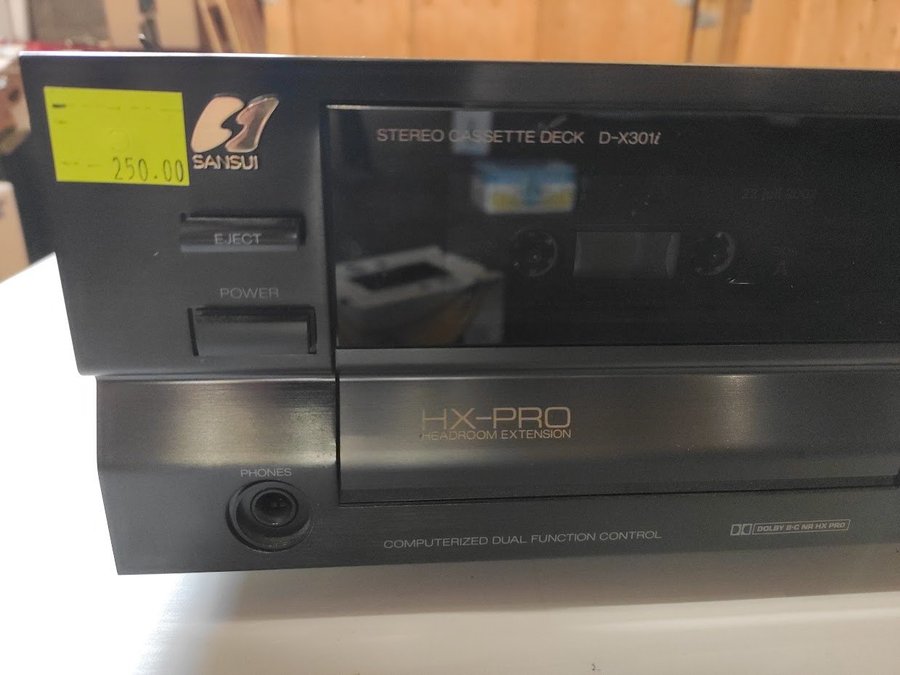 250.00
SANSUI
STEREO CASSETTE DECK D-X301i
EJECT
POWER
HX-PRO
HEADROOM EXTENSION
PHONES
COMPUTERIZED DUAL FUNCTION CONTROL
DOLBY B·C NR HX PRO